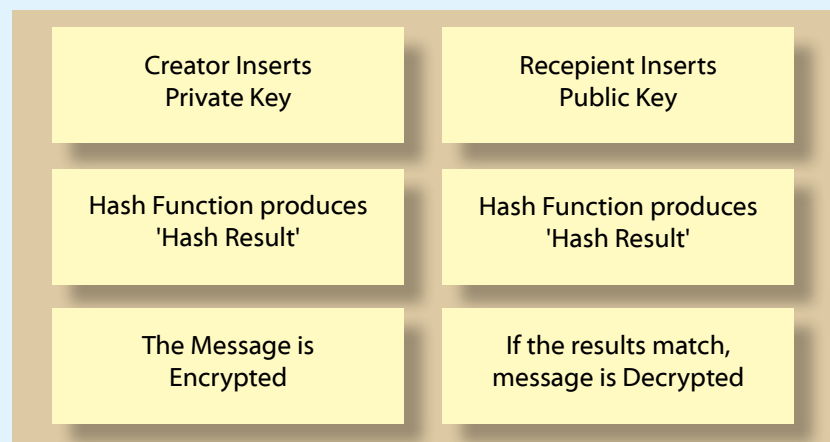 Creator Inserts
Private Key
Recepient Inserts
Public Key
Hash Function produces
'Hash Result'
Hash Function produces
'Hash Result'
The Message is
Encrypted
If the results match,
message is Decrypted